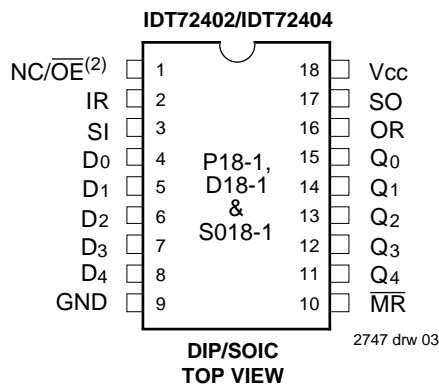 IDT72402/IDT72404
NC/OE(2) 1 18 Vcc
IR 2 17 SO
SI 3 16 OR
D0 4 15 Q0
D1 5 14 Q1
D2 6 13 Q2
D3 7 12 Q3
D4 8 11 Q4
GND 9 10 MR
P18-1,
D18-1
&
S018-1
2747 drw 03
DIP/SOIC
TOP VIEW